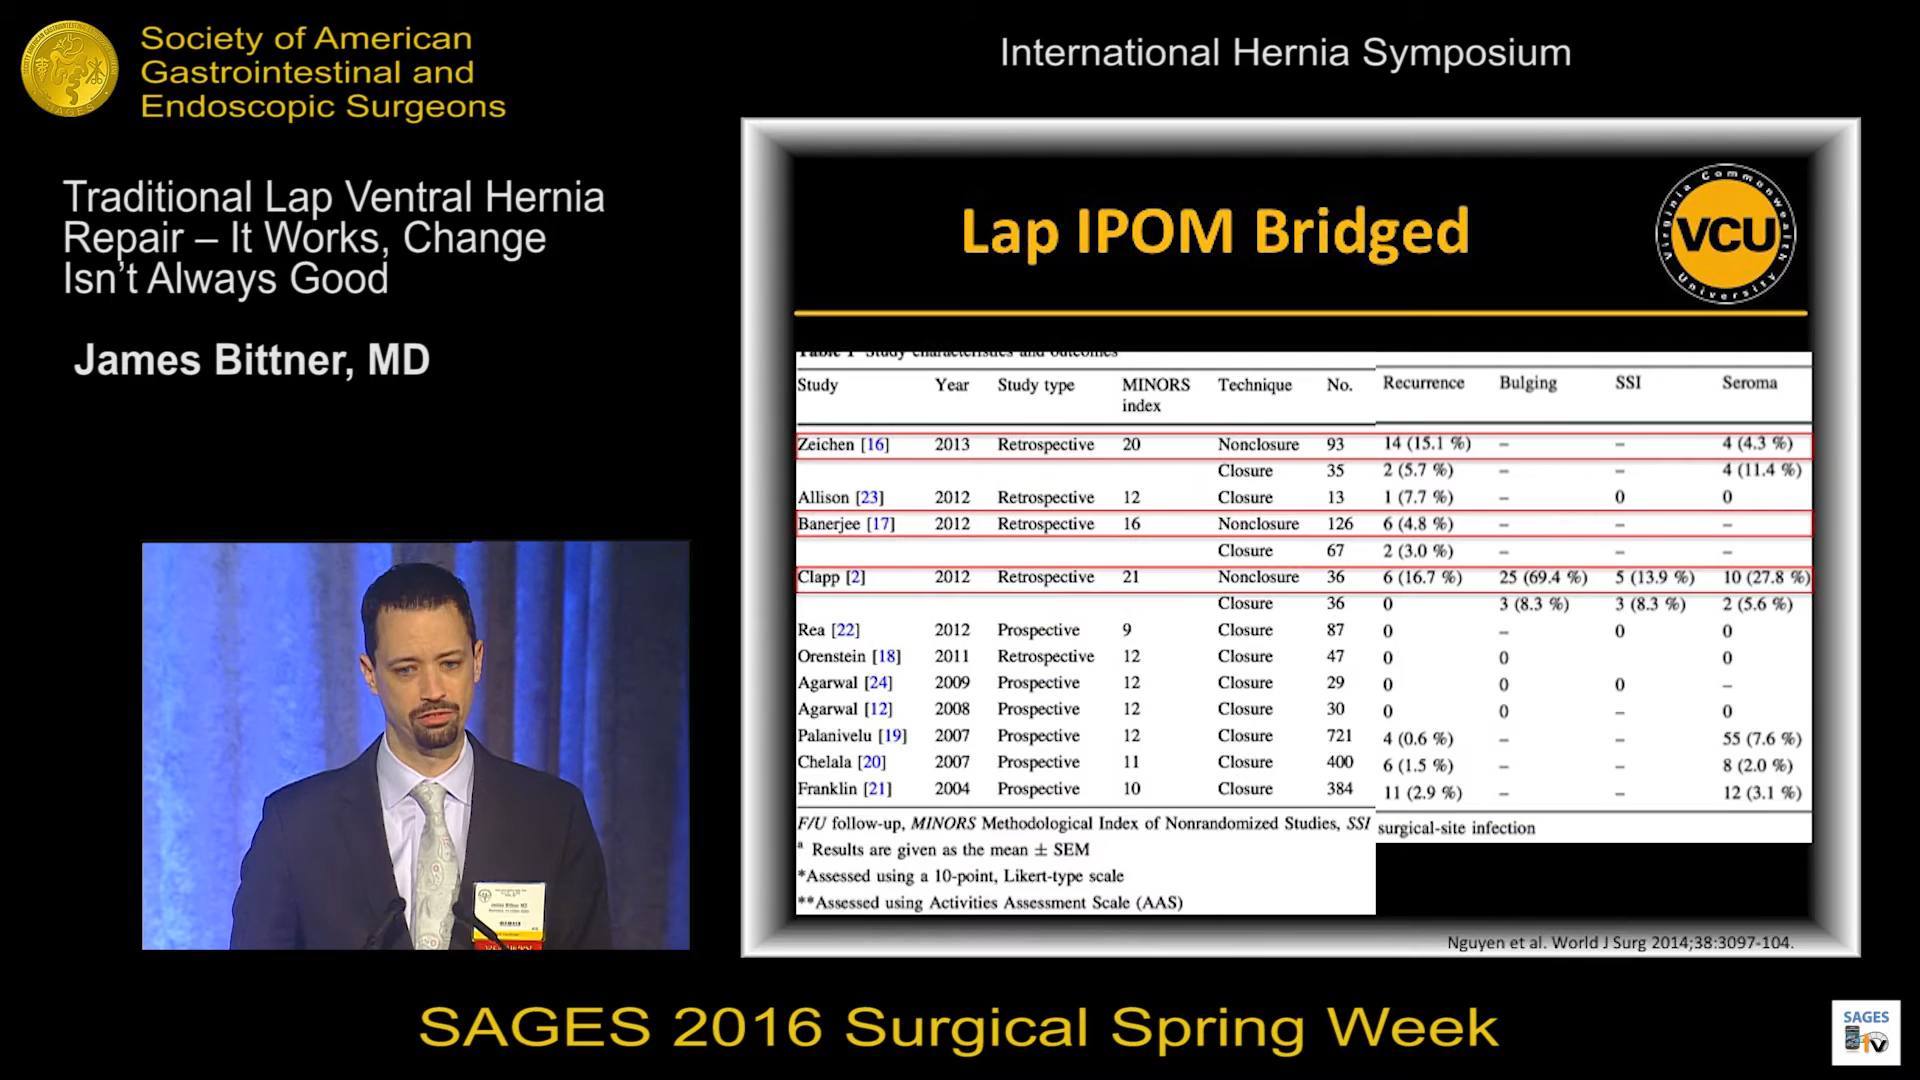 Society of American
Gastrointestinal and
Endoscopic Surgeons
International Hernia Symposium
Traditional Lap Ventral Hernia
Repair – It Works, Change
Isn't Always Good
James Bittner, MD
Lap IPOM Bridged
Virginia Commonwealth University
VCU
Table 1 Study characteristics and outcomes
Study Year Study type MINORS index Technique No. Recurrence Bulging SSI Seroma
Zeichen [16] 2013 Retrospective 20 Nonclosure 93 14 (15.1 %) – – 4 (4.3 %)
Closure 35 2 (5.7 %) – – 4 (11.4 %)
Allison [23] 2012 Retrospective 12 Closure 13 1 (7.7 %) – 0 0
Banerjee [17] 2012 Retrospective 16 Nonclosure 126 6 (4.8 %) – – –
Closure 67 2 (3.0 %) – – –
Clapp [2] 2012 Retrospective 21 Nonclosure 36 6 (16.7 %) 25 (69.4 %) 5 (13.9 %) 10 (27.8 %)
Closure 36 0 3 (8.3 %) 3 (8.3 %) 2 (5.6 %)
Rea [22] 2012 Prospective 9 Closure 87 0 – 0 0
Orenstein [18] 2011 Retrospective 12 Closure 47 0 0 0
Agarwal [24] 2009 Prospective 12 Closure 29 0 0 0 –
Agarwal [12] 2008 Prospective 12 Closure 30 0 0 – 0
Palanivelu [19] 2007 Prospective 12 Closure 721 4 (0.6 %) – – 55 (7.6 %)
Chelala [20] 2007 Prospective 11 Closure 400 6 (1.5 %) – – 8 (2.0 %)
Franklin [21] 2004 Prospective 10 Closure 384 11 (2.9 %) – – 12 (3.1 %)
F/U follow-up, MINORS Methodological Index of Nonrandomized Studies, SSI surgical-site infection
a Results are given as the mean ± SEM
*Assessed using a 10-point, Likert-type scale
**Assessed using Activities Assessment Scale (AAS)
Nguyen et al. World J Surg 2014;38:3097-104.
James Bittner MD
SAGES 2016 Surgical Spring Week
SAGES
TV